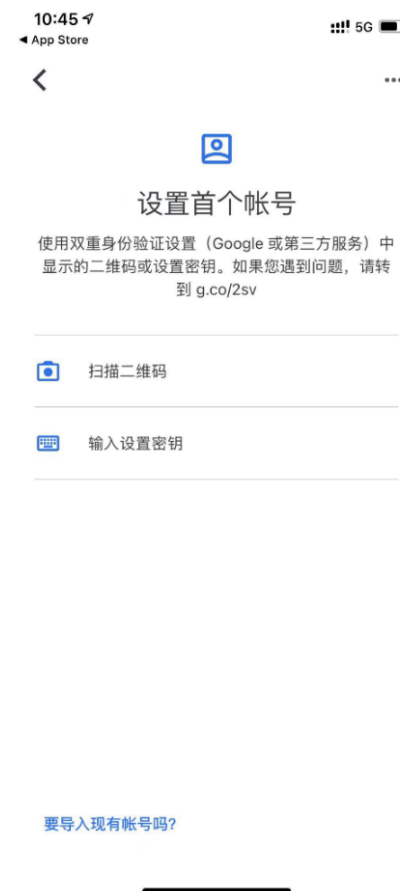 10:45
5G
App Store
设置首个帐号
使用双重身份验证设置（Google 或第三方服务）中
显示的二维码或设置密钥。如果您遇到问题，请转
到 g.co/2sv
扫描二维码
输入设置密钥
要导入现有帐号吗?